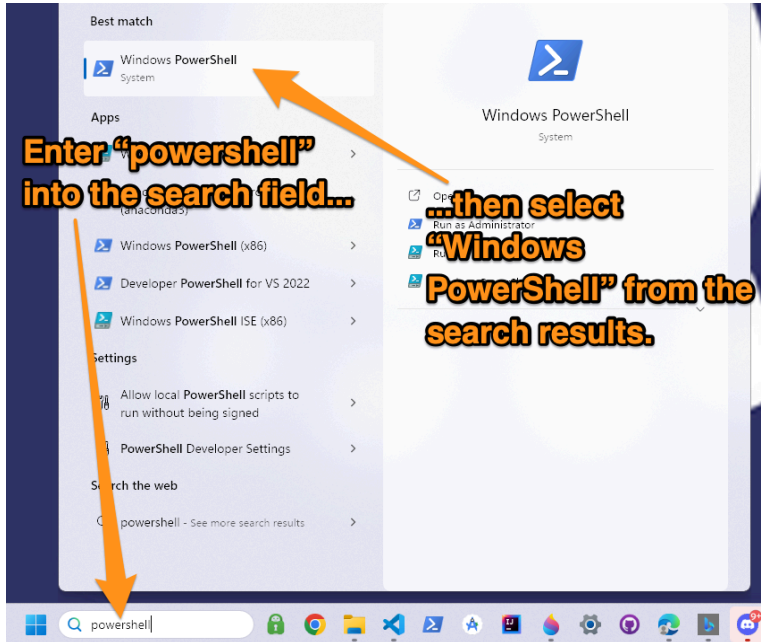 Best match
Windows PowerShell
System
Apps
Enter “powershell”
into the search field...
(anaconda3)
Windows PowerShell (x86)
Developer PowerShell for VS 2022
Windows PowerShell ISE (x86)
Settings
Allow local PowerShell scripts to
run without being signed
PowerShell Developer Settings
Search the web
powershell - See more search results
Windows PowerShell
System
...then select
Run as Administrator
“Windows
PowerShell” from the
search results.
powershell
9+